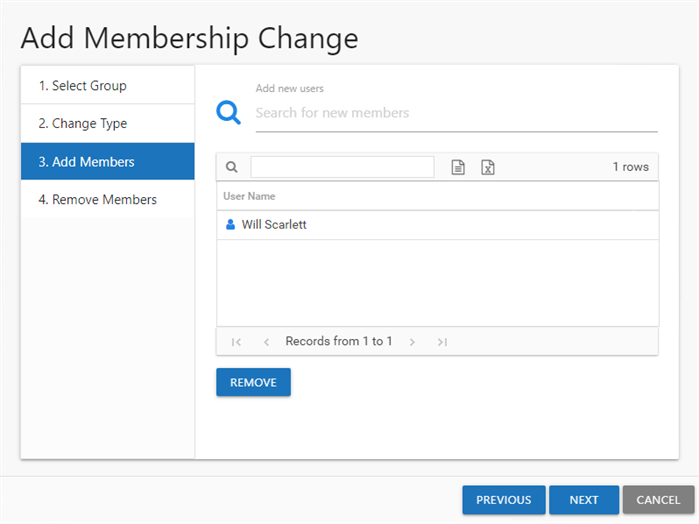 Add Membership Change
1. Select Group
2. Change Type
3. Add Members
4. Remove Members
Add new users
Search for new members
1 rows
User Name
Will Scarlett
Records from 1 to 1
REMOVE
PREVIOUS
NEXT
CANCEL